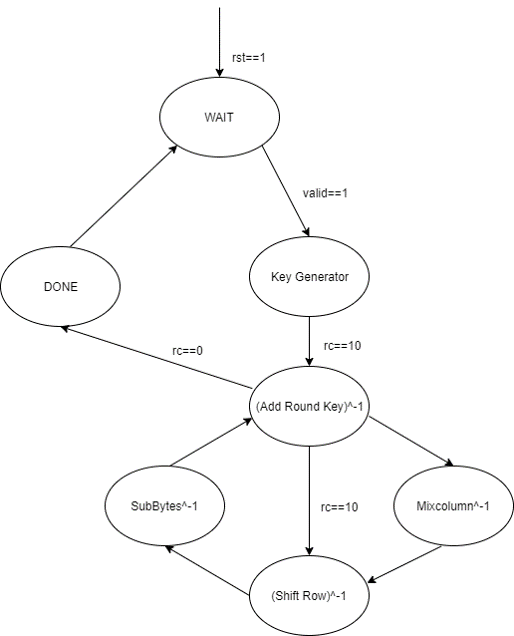 rst==1
WAIT
valid==1
Key Generator
DONE
rc==10
rc==0
(Add Round Key)^-1
SubBytes^-1
rc==10
Mixcolumn^-1
(Shift Row)^-1